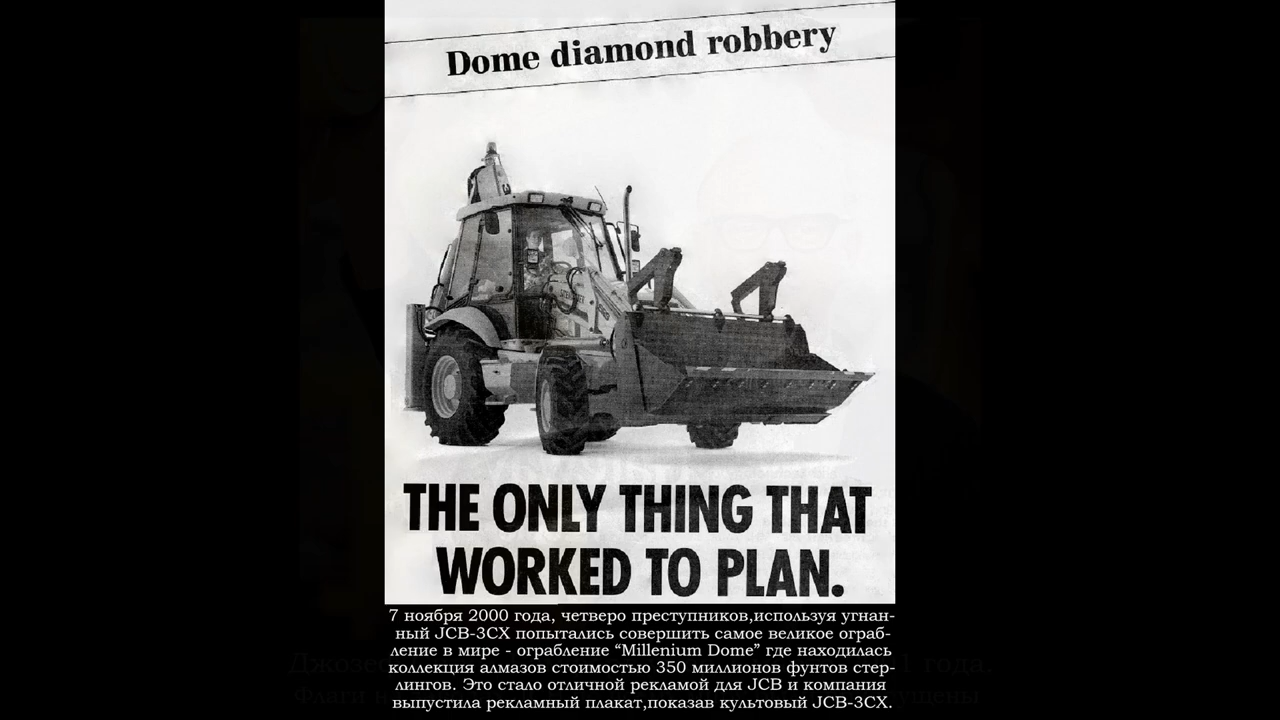 Dome diamond robbery
THE ONLY THING THAT
WORKED TO PLAN.
7 ноября 2000 года, четверо преступников,используя угнан-
ный JCB-3CX попытались совершить самое великое ограб-
ление в мире - ограбление “Millenium Dome” где находилась
коллекция алмазов стоимостью 350 миллионов фунтов стер-
лингов. Это стало отличной рекламой для JCB и компания
выпустила рекламный плакат,показав культовый JCB-3CX.
года,